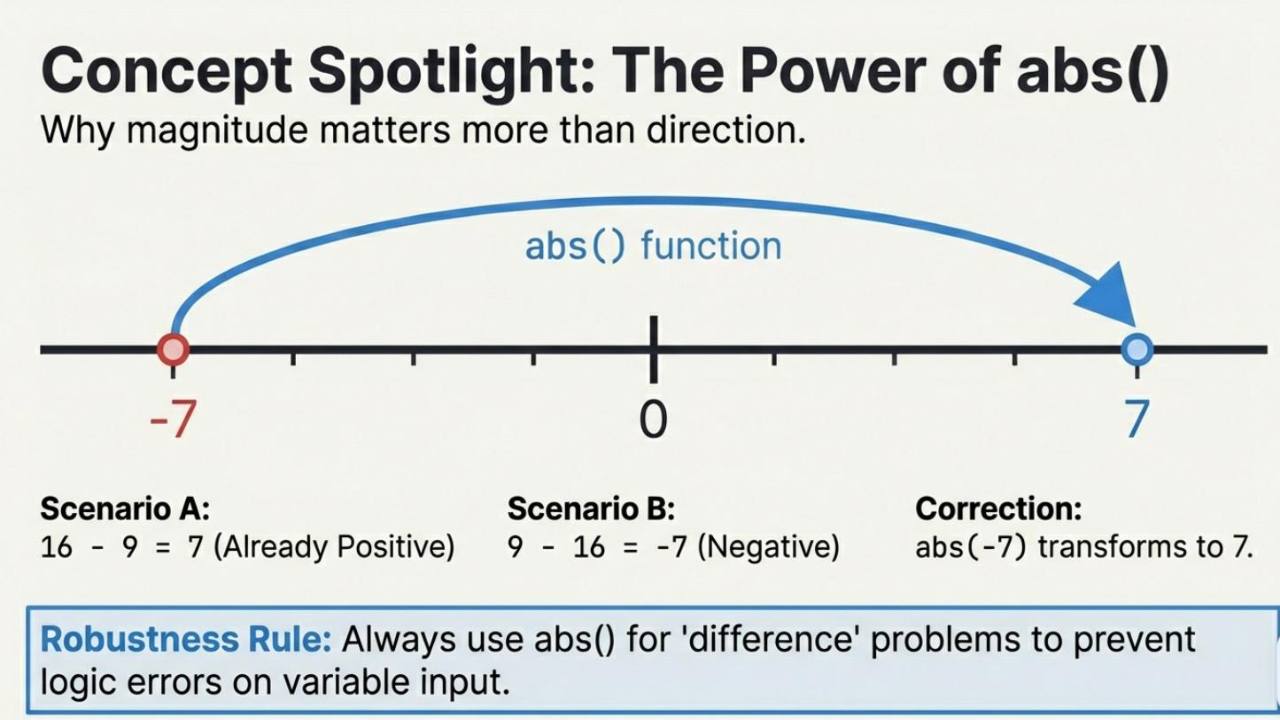 Concept Spotlight: The Power of abs()
Why magnitude matters more than direction.
abs() function
-7
0
7
Scenario A:
16 - 9 = 7 (Already Positive)
Scenario B:
9 - 16 = -7 (Negative)
Correction:
abs(-7) transforms to 7.
Robustness Rule: Always use abs() for 'difference' problems to prevent
logic errors on variable input.